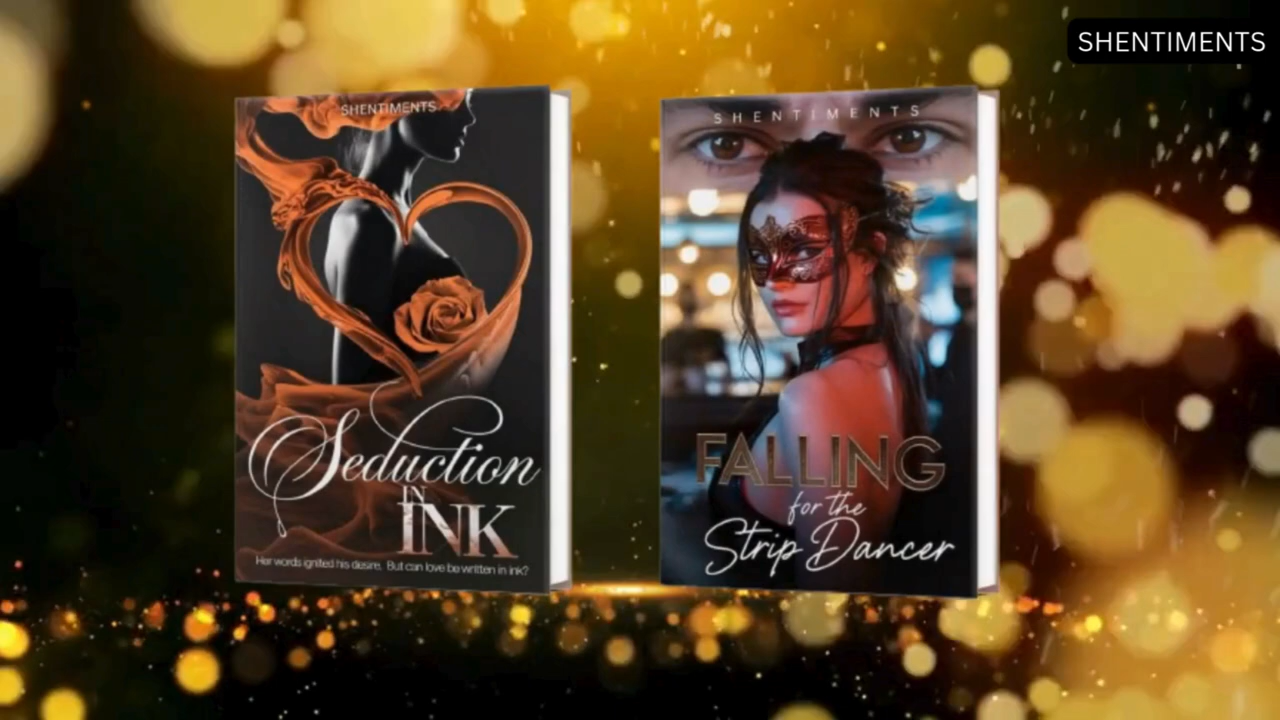 SHENTIMENTS
SHENTIMENTS
Seduction
IN
INK
Her words ignited his desire. But can love be written in ink?
SHENTIMENTS
FALLING
for the
Strip Dancer